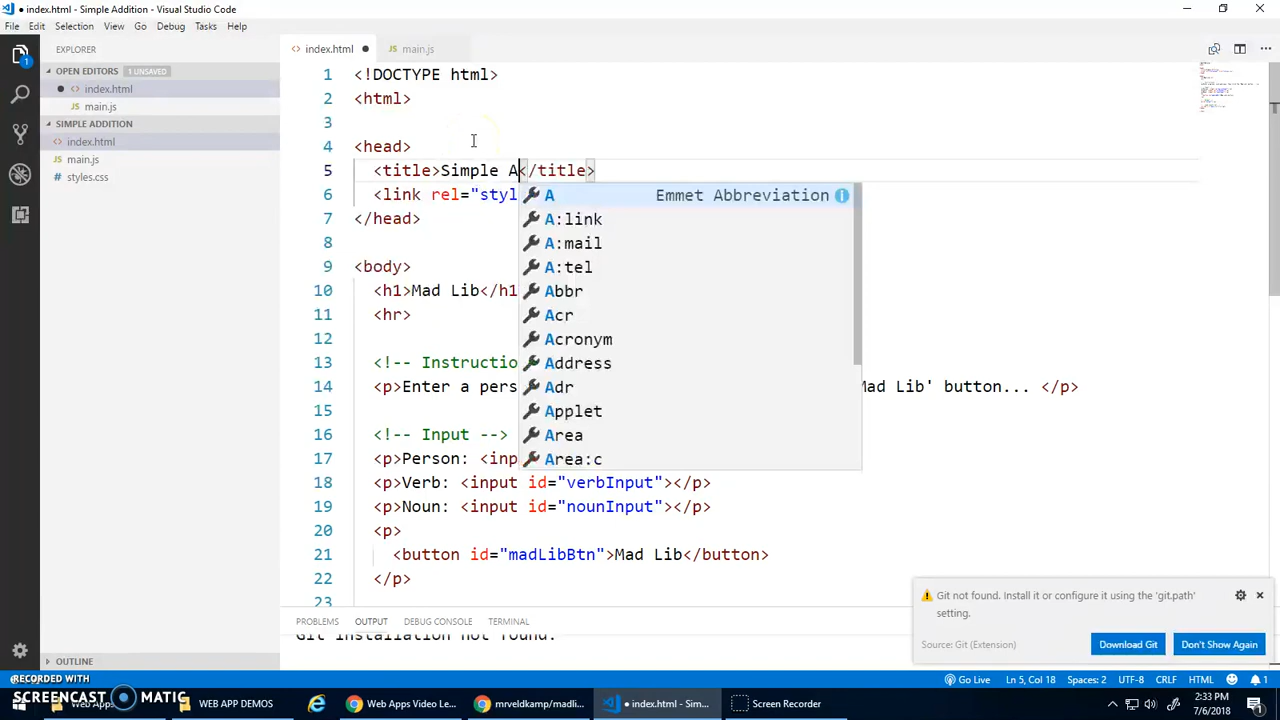 index.html - Simple Addition - Visual Studio Code
File Edit Selection View Go Debug Tasks Help
EXPLORER
index.html
main.js
OPEN EDITORS 1 UNSAVED
index.html
main.js
SIMPLE ADDITION
index.html
main.js
styles.css
OUTLINE
1 <!DOCTYPE html>
2 <html>
3
4 <head>
5 <title>Simple A</title>
6 <link rel="styl
7 </head>
8
9 <body>
10 <h1>Mad Lib</h1
11 <hr>
12
13 <!-- Instructio
14 <p>Enter a pers Mad Lib' button... </p>
15
16 <!-- Input -->
17 <p>Person: <inp
18 <p>Verb: <input id="verbInput"></p>
19 <p>Noun: <input id="nounInput"></p>
20 <p>
21 <button id="madLibBtn">Mad Lib</button>
22 </p>
23
A Emmet Abbreviation
A:link
A:mail
A:tel
Abbr
Acr
Acronym
Address
Adr
Applet
Area
Area:c
Git not found. Install it or configure it using the 'git.path'
setting.
Source: Git (Extension) Download Git Don't Show Again
PROBLEMS OUTPUT DEBUG CONSOLE TERMINAL
Git installation not found.
Go Live Ln 5, Col 18 Spaces: 2 UTF-8 CRLF HTML 1
RECORDED WITH
SCREENCAST MATIC
1
Web Apps
WEB APP DEMOS
Web Apps Video Le...
mrveldkamp/madli...
● index.html - Sim...
Screen Recorder
2:33 PM
7/6/2018